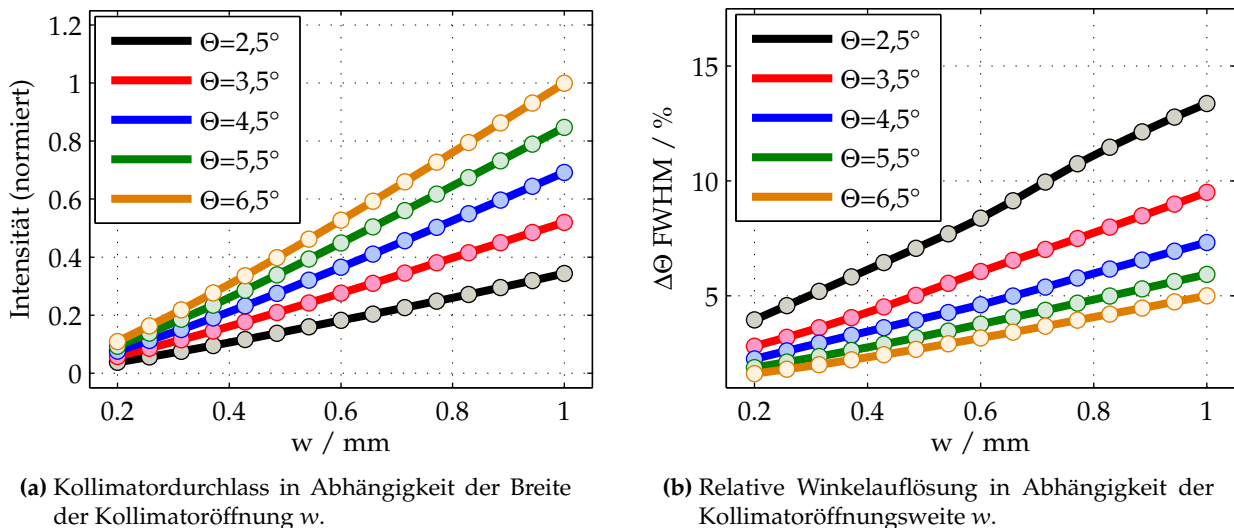 1.2
1
0.8
0.6
0.4
0.2
0
Intensität (normiert)
Θ=2,5°
Θ=3,5°
Θ=4,5°
Θ=5,5°
Θ=6,5°
0.2 0.4 0.6 0.8 1
w / mm
(a) Kollimatordurchlass in Abhängigkeit der Breite
der Kollimatoröffnung w.
15
10
5
ΔΘ FWHM / %
Θ=2,5°
Θ=3,5°
Θ=4,5°
Θ=5,5°
Θ=6,5°
0.2 0.4 0.6 0.8 1
w / mm
(b) Relative Winkelauflösung in Abhängigkeit der
Kollimatoröffnungsweite w.